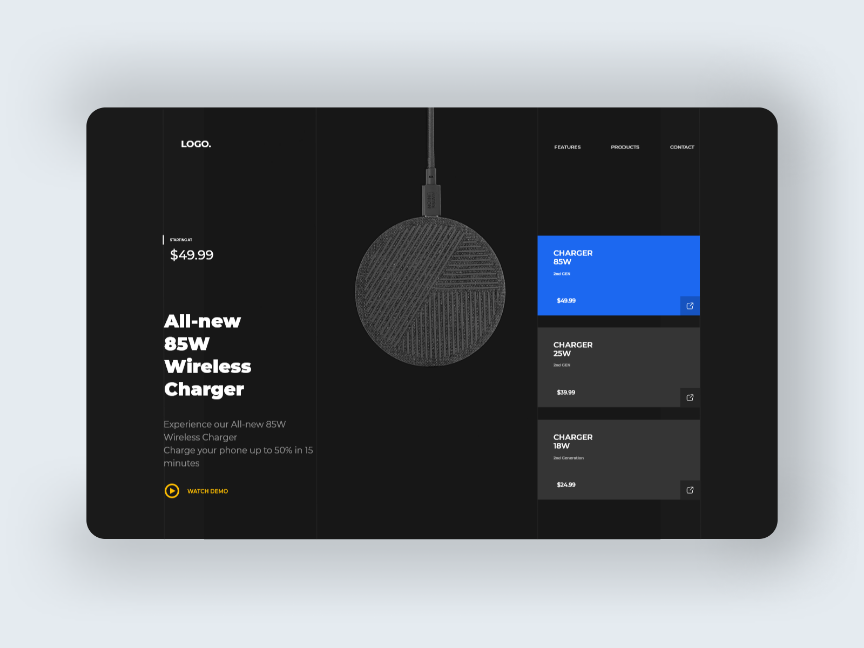 LOGO.
FEATURES PRODUCTS CONTACT
STARTING AT
$49.99
All-new
85W
Wireless
Charger
Experience our All-new 85W
Wireless Charger
Charge your phone up to 50% in 15
minutes
WATCH DEMO
CHARGER
85W
2nd GEN
$49.99
CHARGER
25W
2nd GEN
$39.99
CHARGER
18W
2nd Generation
$24.99